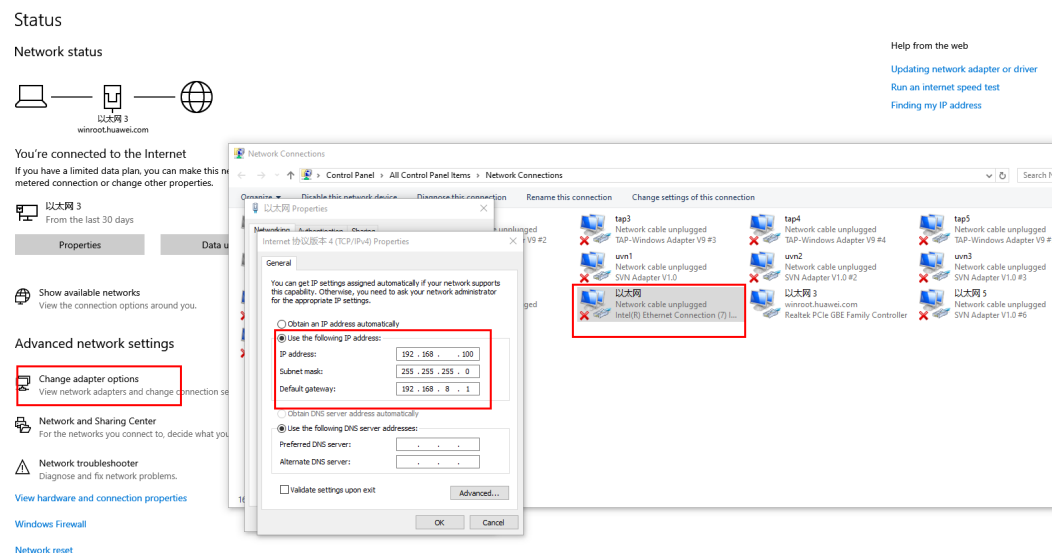 Status
Network status
以太网 3
winroot.huawei.com
You're connected to the Internet
If you have a limited data plan, you can make this ne
metered connection or change other properties.
以太网 3
From the last 30 days
Properties
Data u
Show available networks
View the connection options around you.
Advanced network settings
Change adapter options
View network adapters and change connection se
Network and Sharing Center
For the networks you connect to, decide what you
Network troubleshooter
Diagnose and fix network problems.
View hardware and connection properties
Windows Firewall
Network reset
Help from the web
Updating network adapter or driver
Run an internet speed test
Finding my IP address
Network Connections
Control Panel > All Control Panel Items > Network Connections
Search N
Organize Disable this network device Diagnose this connection Rename this connection Change settings of this connection
以太网 Properties
Networking Authentication Sharing
Internet 协议版本 4 (TCP/IPv4) Properties
General
You can get IP settings assigned automatically if your network supports
this capability. Otherwise, you need to ask your network administrator
for the appropriate IP settings.
Obtain an IP address automatically
Use the following IP address:
IP address: 192 . 168 . . 100
Subnet mask: 255 . 255 . 255 . 0
Default gateway: 192 . 168 . 8 . 1
Obtain DNS server address automatically
Use the following DNS server addresses:
Preferred DNS server: . . .
Alternate DNS server: . . .
Validate settings upon exit
Advanced...
OK Cancel
unplugged
r V9 #2
ged
16
tap3
Network cable unplugged
TAP-Windows Adapter V9 #3
tap4
Network cable unplugged
TAP-Windows Adapter V9 #4
tap5
Network cable unplugged
TAP-Windows Adapter V9 #
uvn1
Network cable unplugged
SVN Adapter V1.0
uvn2
Network cable unplugged
SVN Adapter V1.0 #2
uvn3
Network cable unplugged
SVN Adapter V1.0 #3
以太网
Network cable unplugged
Intel(R) Ethernet Connection (7) I...
以太网 3
winroot.huawei.com
Realtek PCIe GBE Family Controller
以太网 5
Network cable unplugged
SVN Adapter V1.0 #6